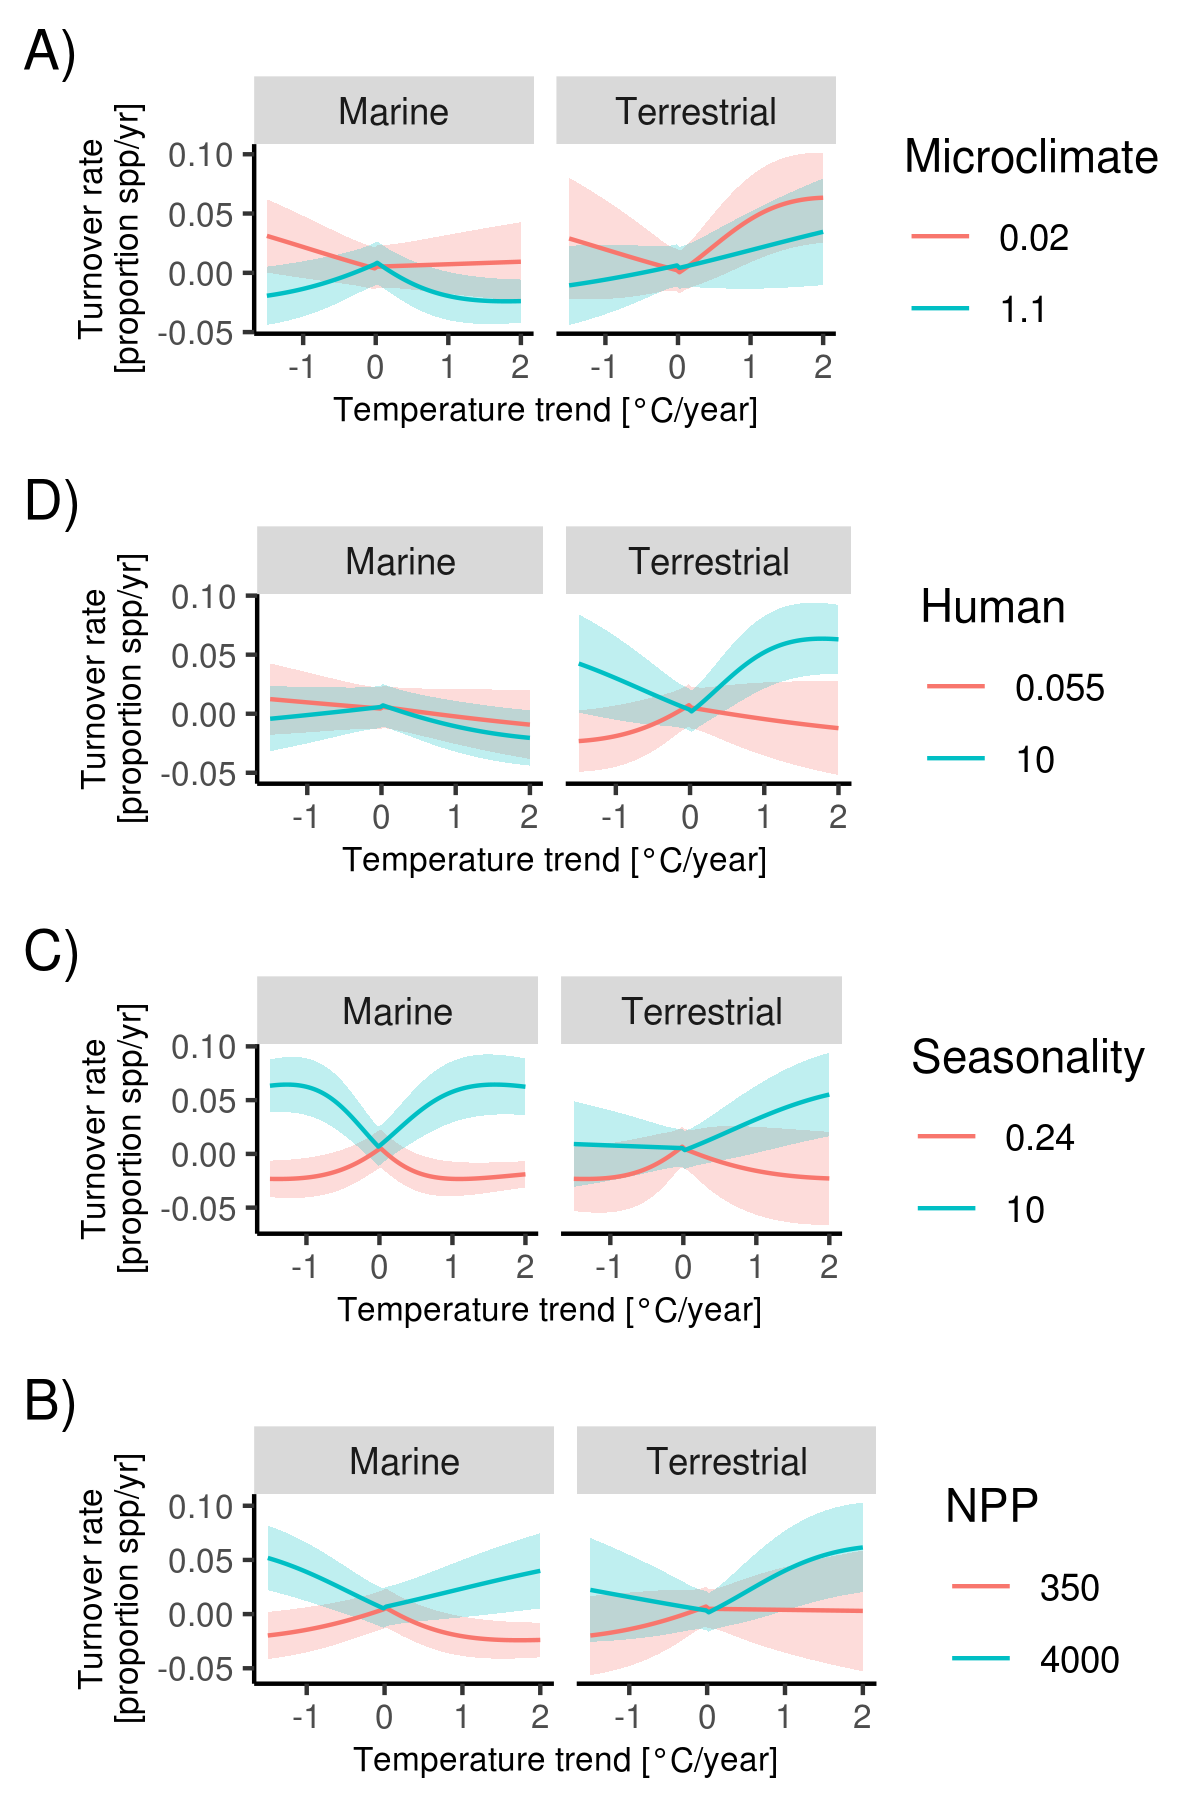 A)
Marine Terrestrial
Turnover rate
[proportion spp/yr]
0.10
0.05
0.00
-0.05
-1 0 1 2 -1 0 1 2
Temperature trend [°C/year]
Microclimate
0.02
1.1
D)
Marine Terrestrial
Turnover rate
[proportion spp/yr]
0.10
0.05
0.00
-0.05
-1 0 1 2 -1 0 1 2
Temperature trend [°C/year]
Human
0.055
10
C)
Marine Terrestrial
Turnover rate
[proportion spp/yr]
0.10
0.05
0.00
-0.05
-1 0 1 2 -1 0 1 2
Temperature trend [°C/year]
Seasonality
0.24
10
B)
Marine Terrestrial
Turnover rate
[proportion spp/yr]
0.10
0.05
0.00
-0.05
-1 0 1 2 -1 0 1 2
Temperature trend [°C/year]
NPP
350
4000